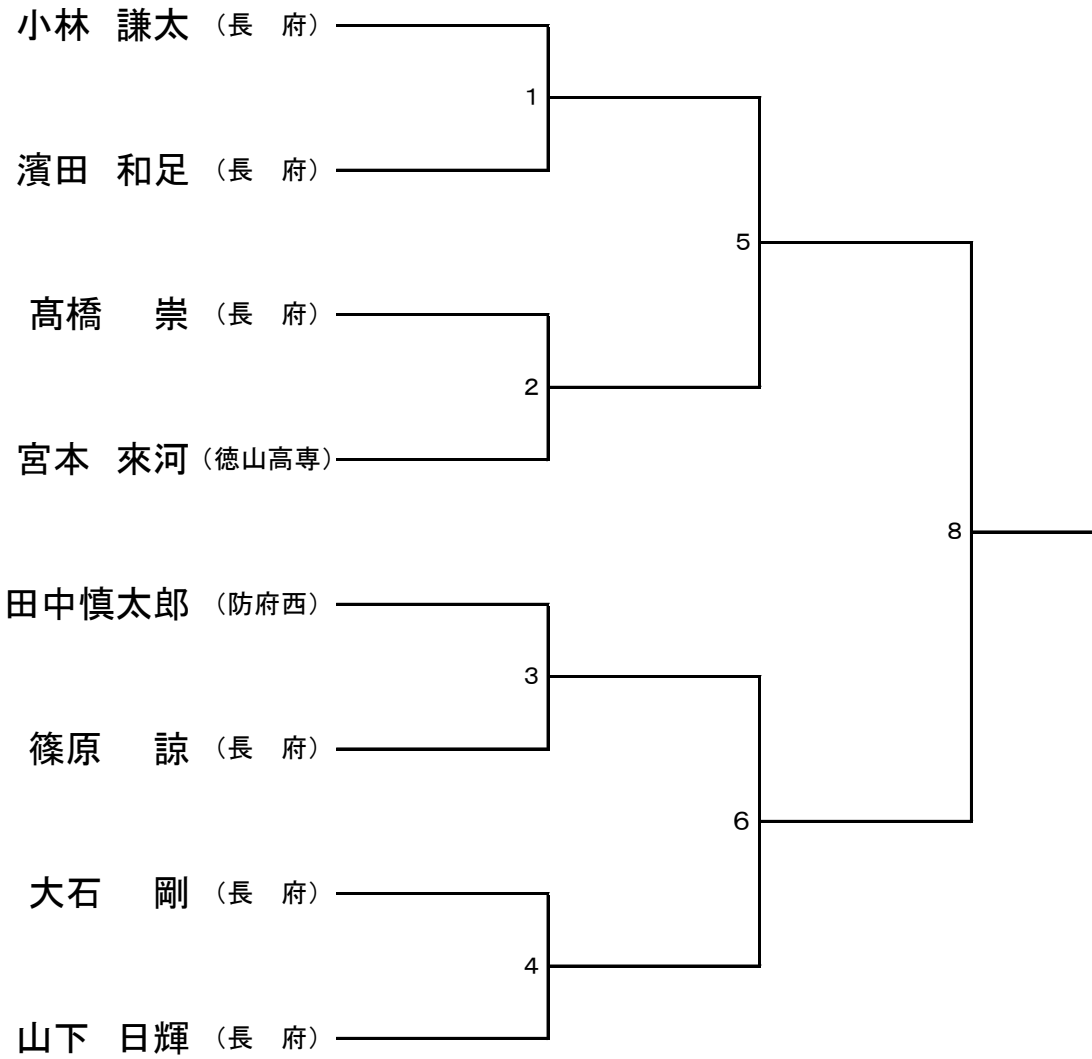 小林　謙太（長　府）
1
濱田　和足（長　府）
5
髙橋　崇（長　府）
2
宮本　來河（徳山高専）
8
田中慎太郎（防府西）
3
篠原　諒（長　府）
6
大石　剛（長　府）
4
山下　日輝（長　府）